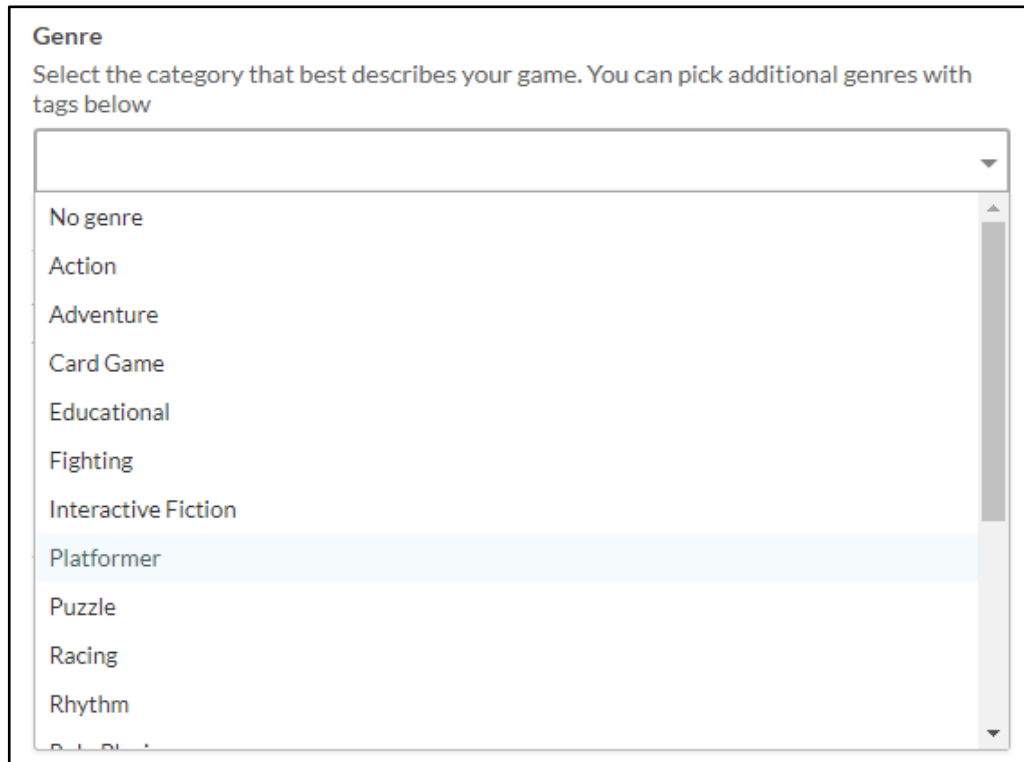 Genre
Select the category that best describes your game. You can pick additional genres with
tags below
No genre
Action
Adventure
Card Game
Educational
Fighting
Interactive Fiction
Platformer
Puzzle
Racing
Rhythm